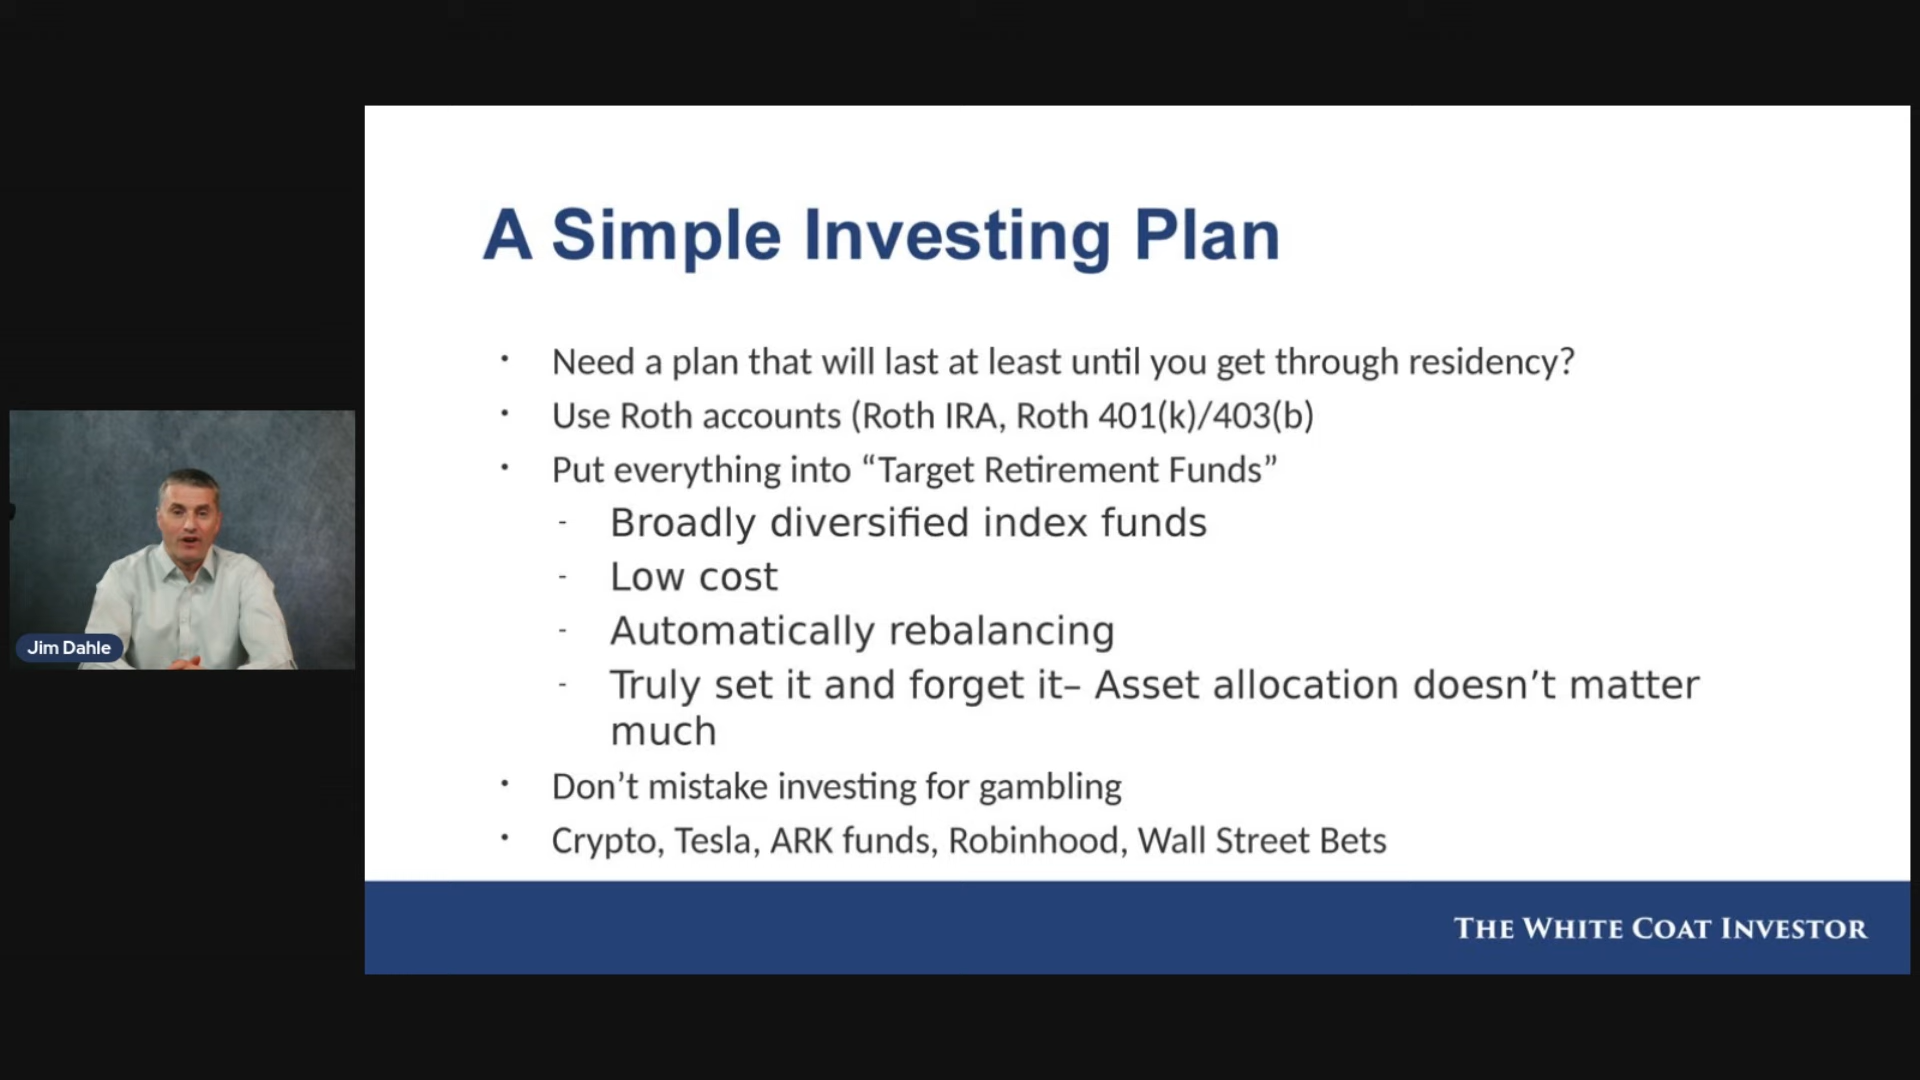 A Simple Investing Plan
• Need a plan that will last at least until you get through residency?
• Use Roth accounts (Roth IRA, Roth 401(k)/403(b)
• Put everything into “Target Retirement Funds”
- Broadly diversified index funds
- Low cost
- Automatically rebalancing
- Truly set it and forget it– Asset allocation doesn’t matter
much
• Don’t mistake investing for gambling
• Crypto, Tesla, ARK funds, Robinhood, Wall Street Bets
Jim Dahle
THE WHITE COAT INVESTOR